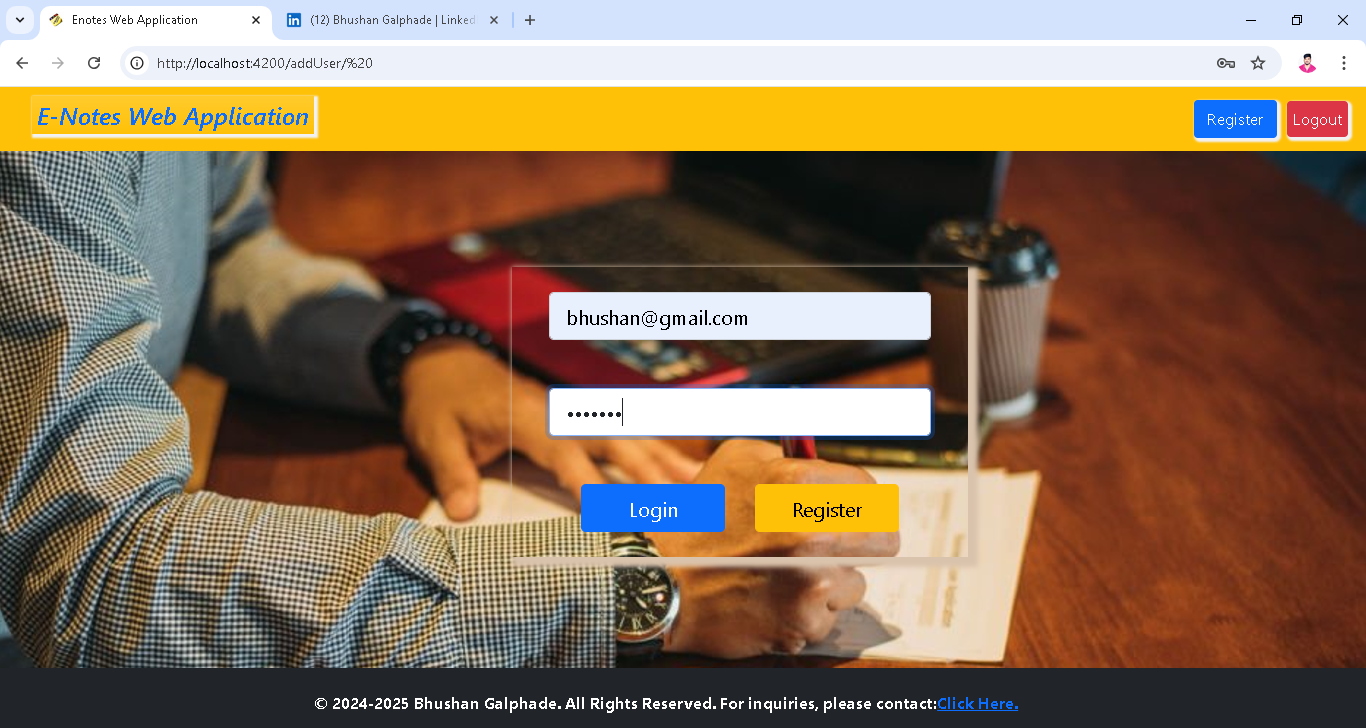 Enotes Web Application
(12) Bhushan Galphade | Linked
http://localhost:4200/addUser/%20
E-Notes Web Application
Register
Logout
bhushan@gmail.com
•••••••
Login
Register
© 2024-2025 Bhushan Galphade. All Rights Reserved. For inquiries, please contact:Click Here.